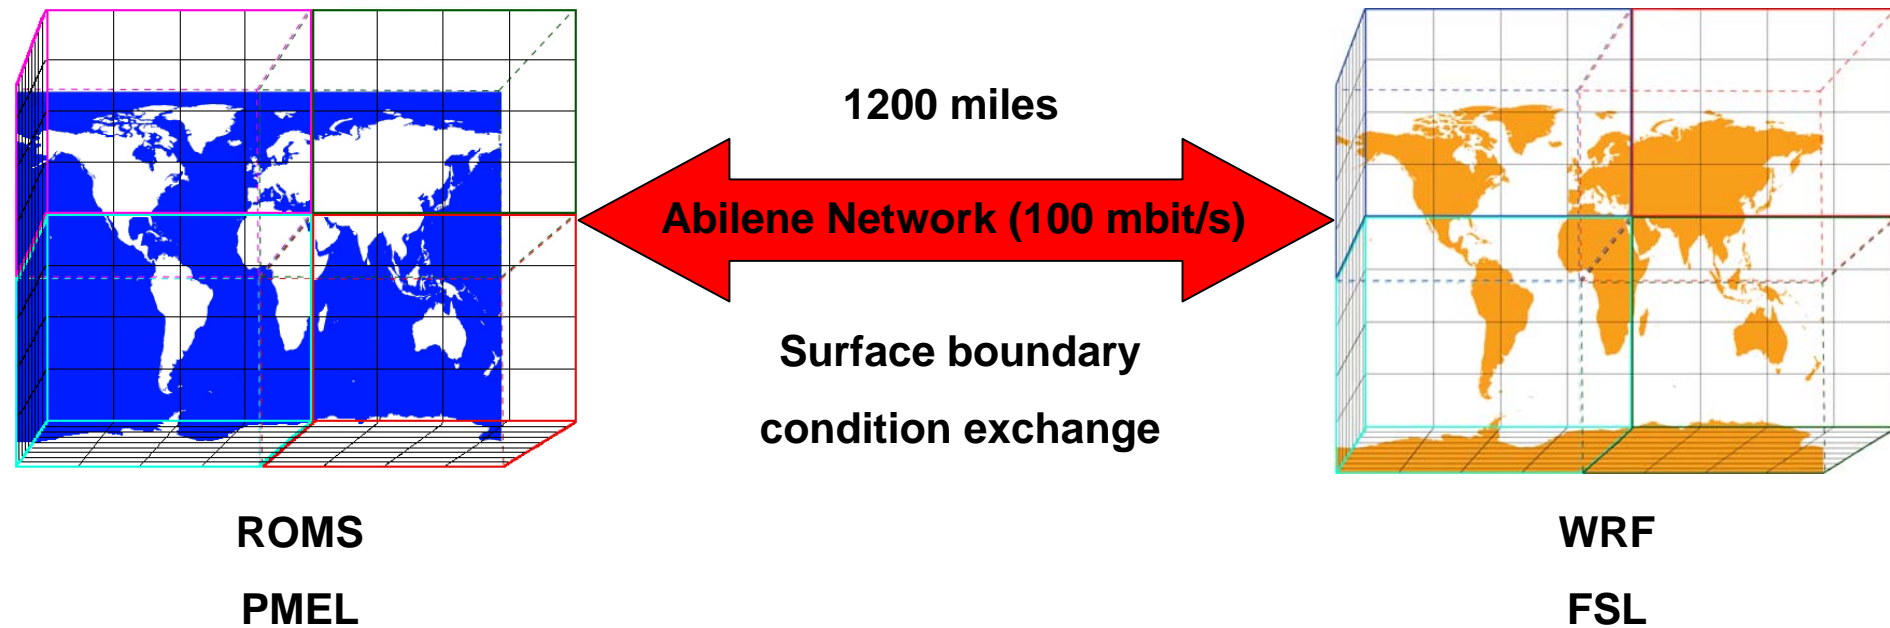 1200 miles
Abilene Network (100 mbit/s)
Surface boundary
condition exchange
ROMS
PMEL
WRF
FSL